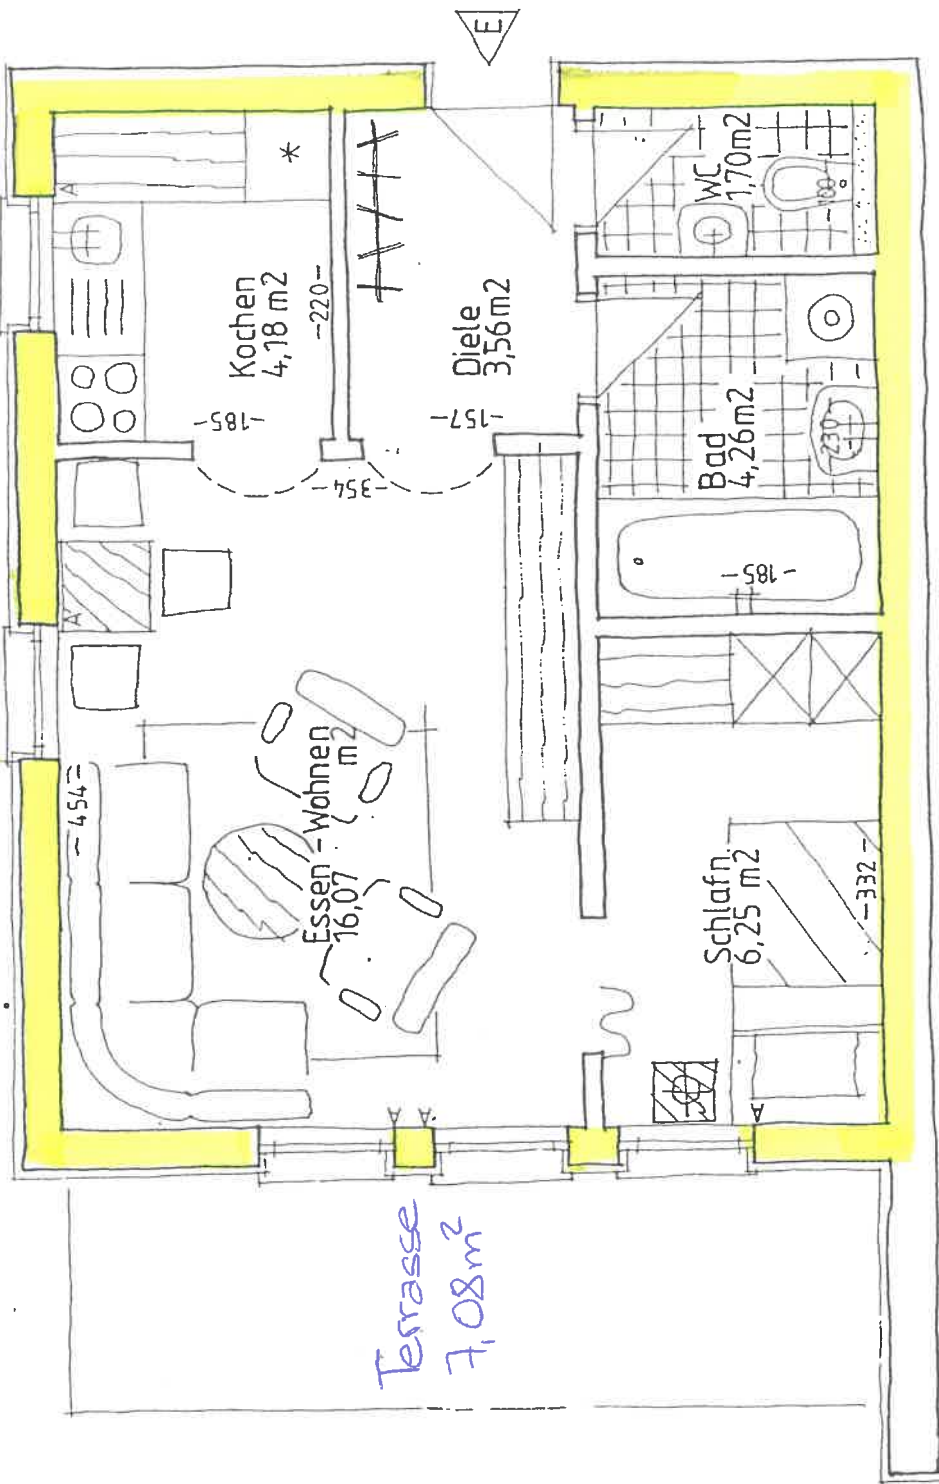 E
Kochen
4,18 m2
-220-
-185-
*
A
Diele
3,56m2
-157-
-354-
WC
1,70m2
-100-
Bad
4,26m2
-230-
-185-
A
-454-
Essen-Wohnen
16,07 m2
Schlafn.
6,25 m2
-332-
A
A
A
Terrasse
7,08m²